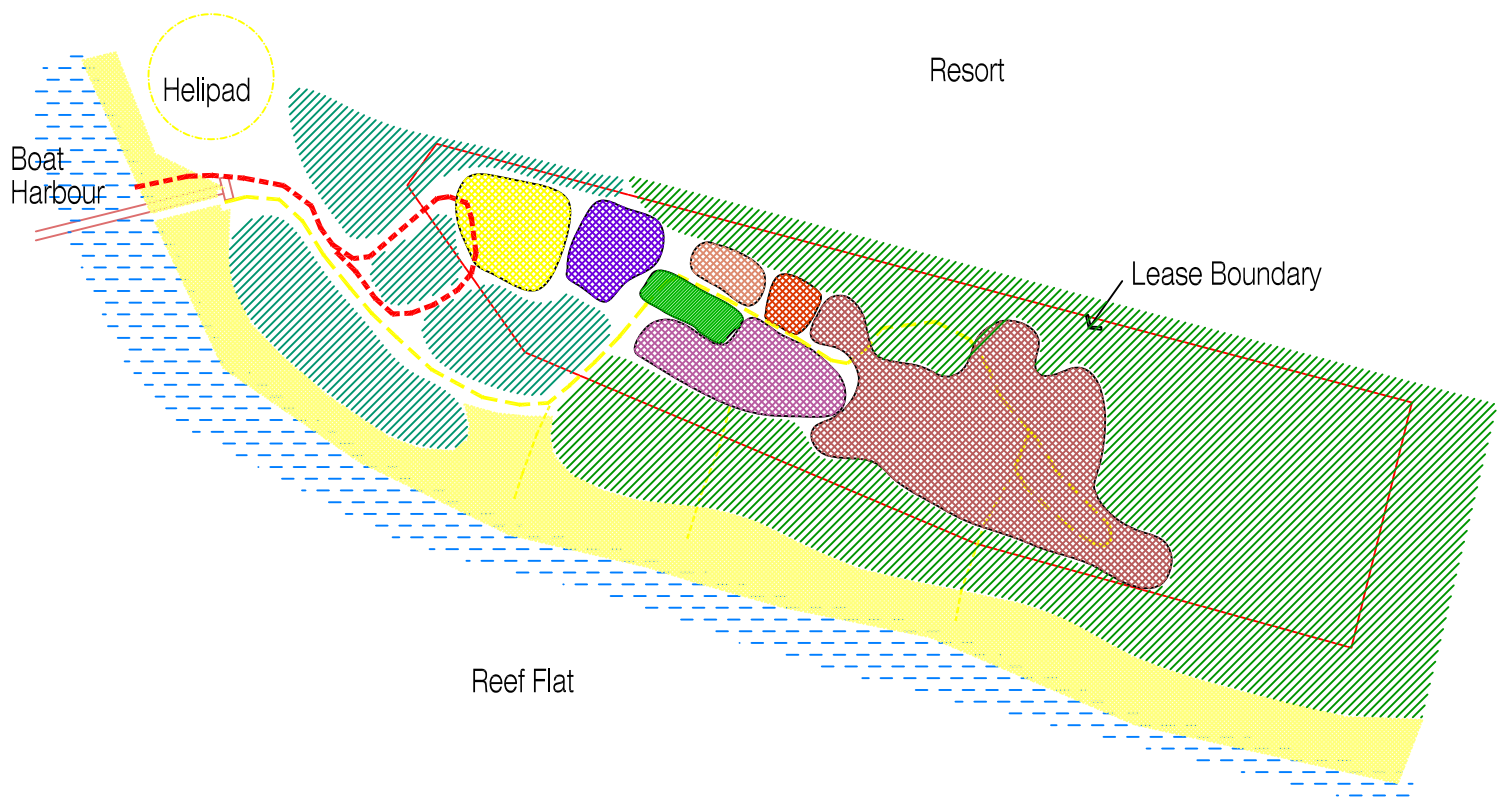 Resort
Helipad
Boat
Harbour
Lease Boundary
Reef Flat